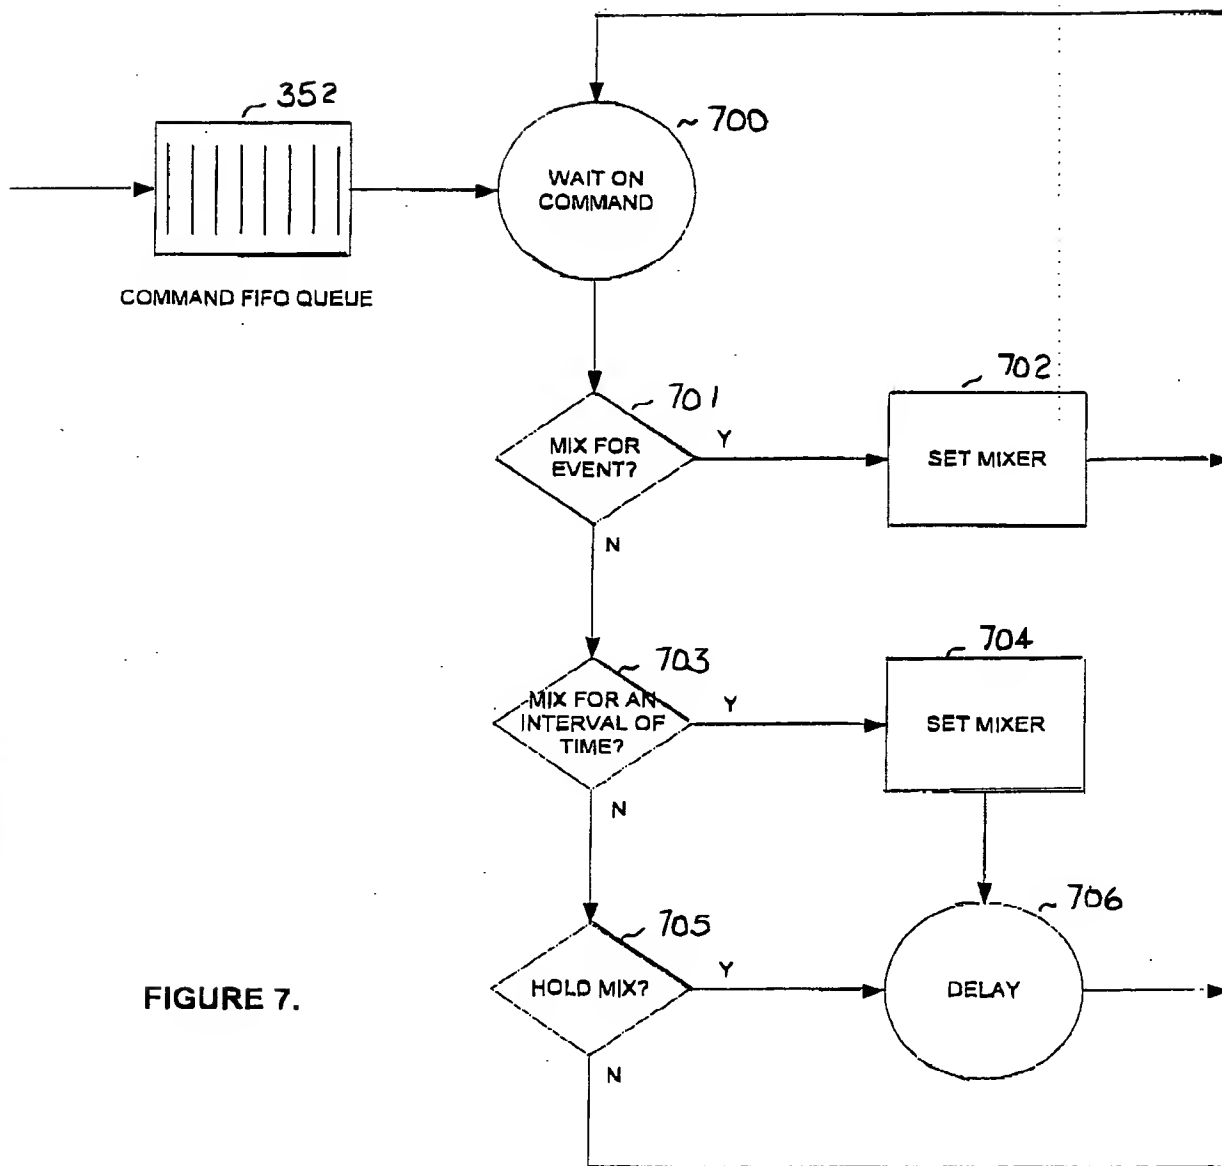 352
700
WAIT ON
COMMAND
COMMAND FIFO QUEUE
701
MIX FOR
EVENT?
Y
702
SET MIXER
N
703
MIX FOR AN
INTERVAL OF
TIME?
Y
704
SET MIXER
N
705
HOLD MIX?
Y
706
DELAY
FIGURE 7.
N